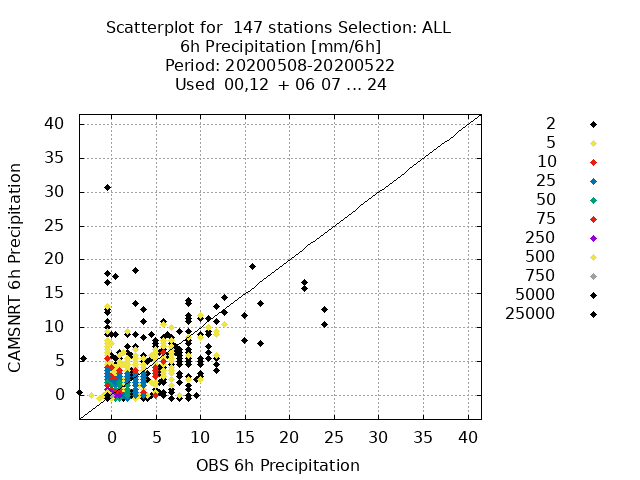 Scatterplot for  147 stations Selection: ALL
6h Precipitation [mm/6h]
Period: 20200508-20200522
Used  00,12  + 06 07 ... 24
40
35
30
25
20
15
10
5
0
CAMSNRT 6h Precipitation
0 5 10 15 20 25 30 35 40
OBS 6h Precipitation
2
5
10
25
50
75
250
500
750
5000
25000